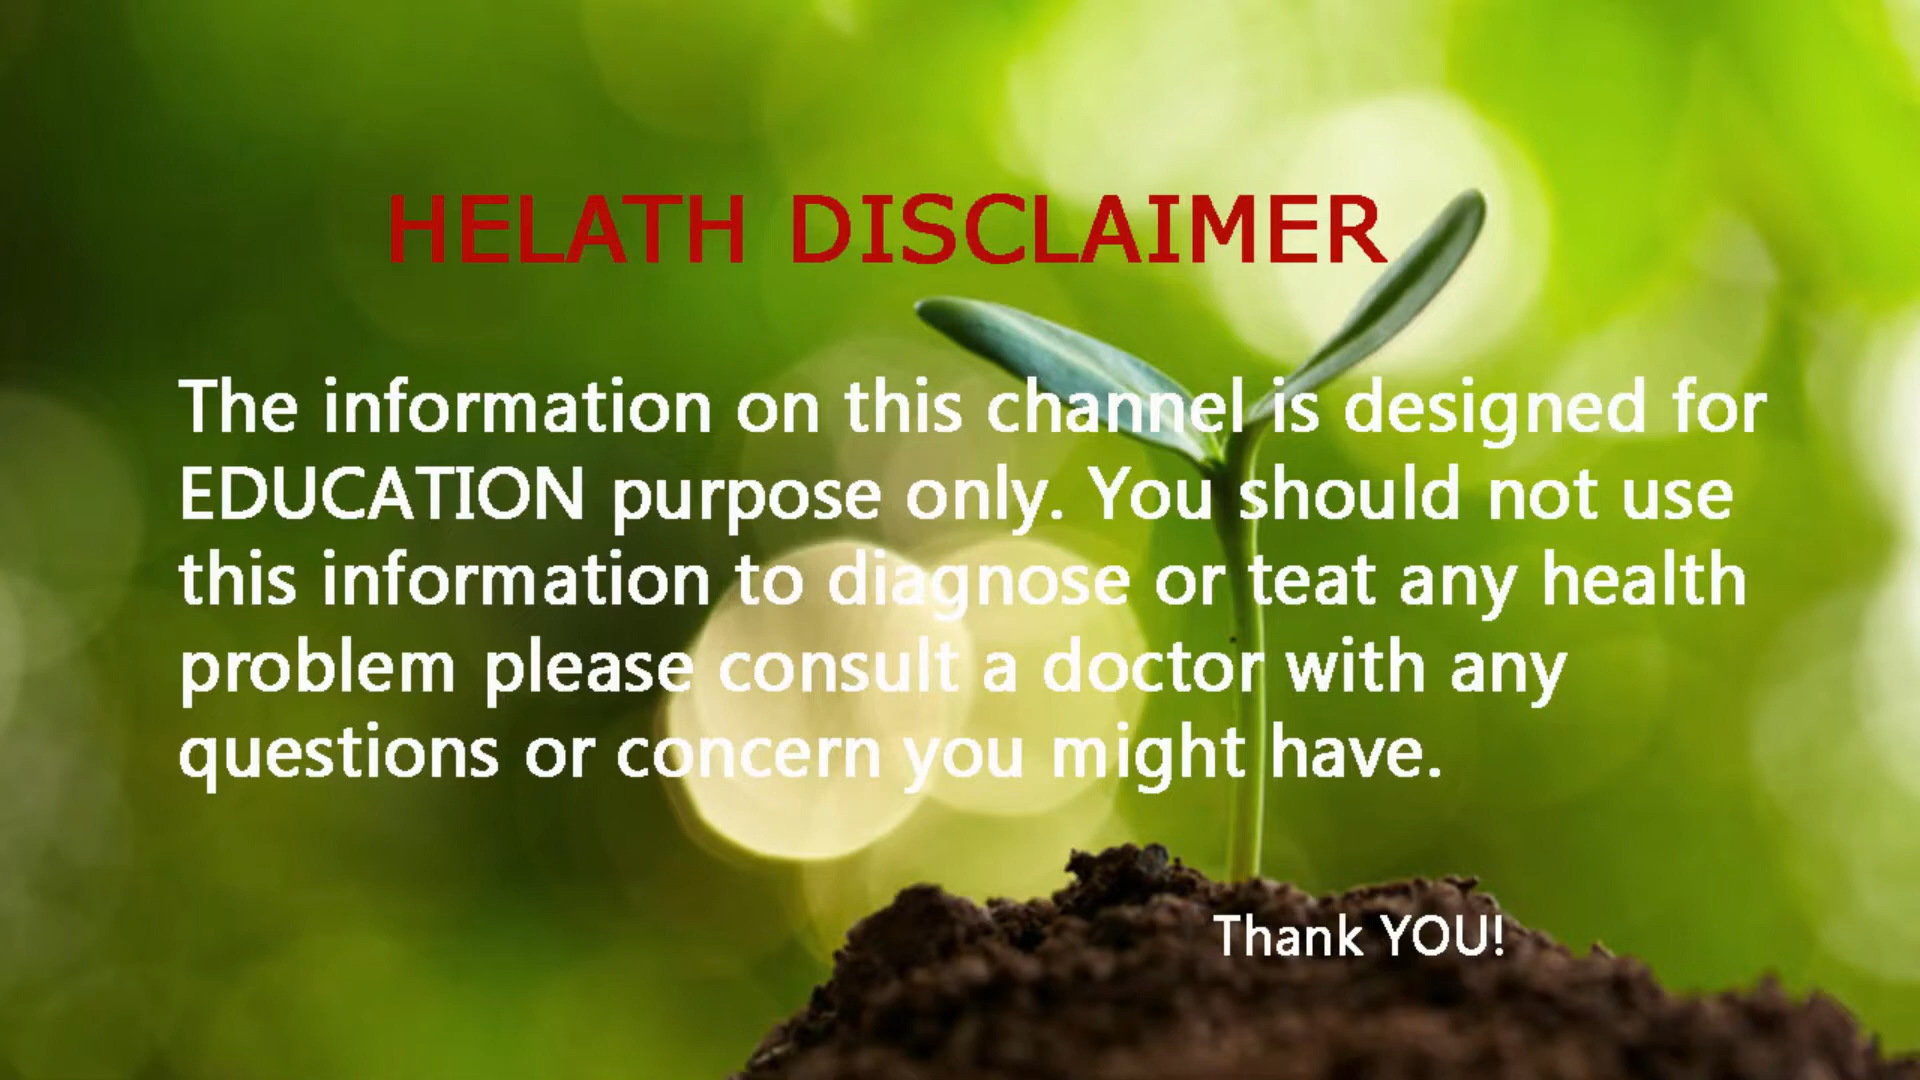 HELATH DISCLAIMER
The information on this channel is designed for
EDUCATION purpose only. You should not use
this information to diagnose or teat any health
problem please consult a doctor with any
questions or concern you might have.
Thank YOU!